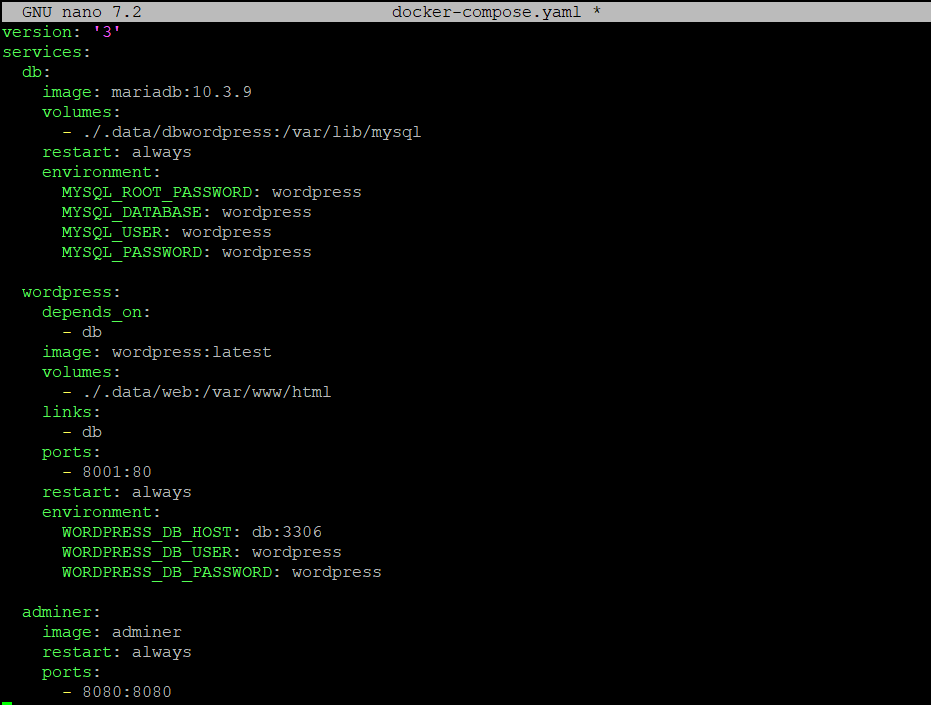 GNU nano 7.2 docker-compose.yaml *
version: '3'
services:
  db:
    image: mariadb:10.3.9
    volumes:
      - ./.data/dbwordpress:/var/lib/mysql
    restart: always
    environment:
      MYSQL_ROOT_PASSWORD: wordpress
      MYSQL_DATABASE: wordpress
      MYSQL_USER: wordpress
      MYSQL_PASSWORD: wordpress

  wordpress:
    depends_on:
      - db
    image: wordpress:latest
    volumes:
      - ./.data/web:/var/www/html
    links:
      - db
    ports:
      - 8001:80
    restart: always
    environment:
      WORDPRESS_DB_HOST: db:3306
      WORDPRESS_DB_USER: wordpress
      WORDPRESS_DB_PASSWORD: wordpress

  adminer:
    image: adminer
    restart: always
    ports:
      - 8080:8080